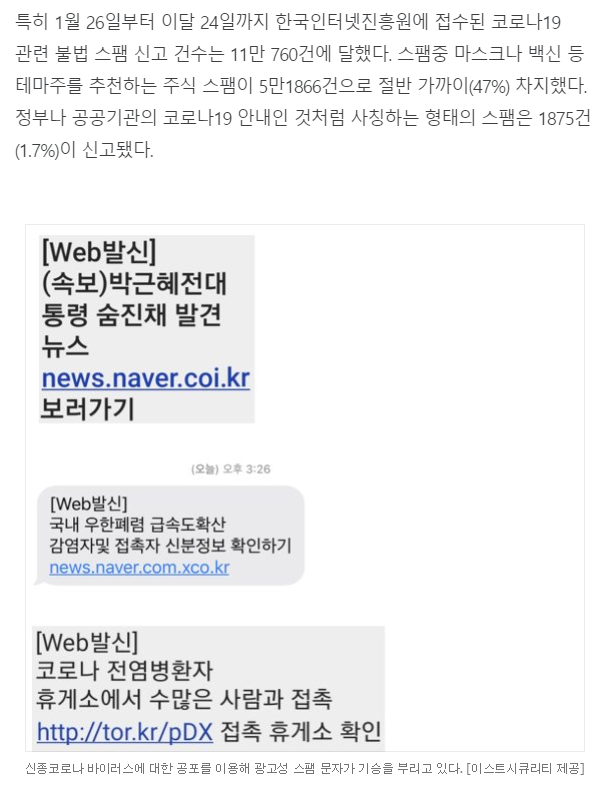 특히 1월 26일부터 이달 24일까지 한국인터넷진흥원에 접수된 코로나19
관련 불법 스팸 신고 건수는 11만 760건에 달했다. 스팸중 마스크나 백신 등
테마주를 추천하는 주식 스팸이 5만1866건으로 절반 가까이(47%) 차지했다.
정부나 공공기관의 코로나19 안내인 것처럼 사칭하는 형태의 스팸은 1875건
(1.7%)이 신고됐다.
[Web발신]
(속보)박근혜전대
통령 숨진채 발견
뉴스
news.naver.coi.kr
보러가기
(오늘) 오후 3:26
[Web발신]
국내 우한폐렴 급속도확산
감염자및 접촉자 신분정보 확인하기
news.naver.com.xco.kr
[Web발신]
코로나 전염병환자
휴게소에서 수많은 사람과 접촉
http://tor.kr/pDX 접촉 휴게소 확인
신종코로나 바이러스에 대한 공포를 이용해 광고성 스팸 문자가 기승을 부리고 있다. [이스트시큐리티 제공]